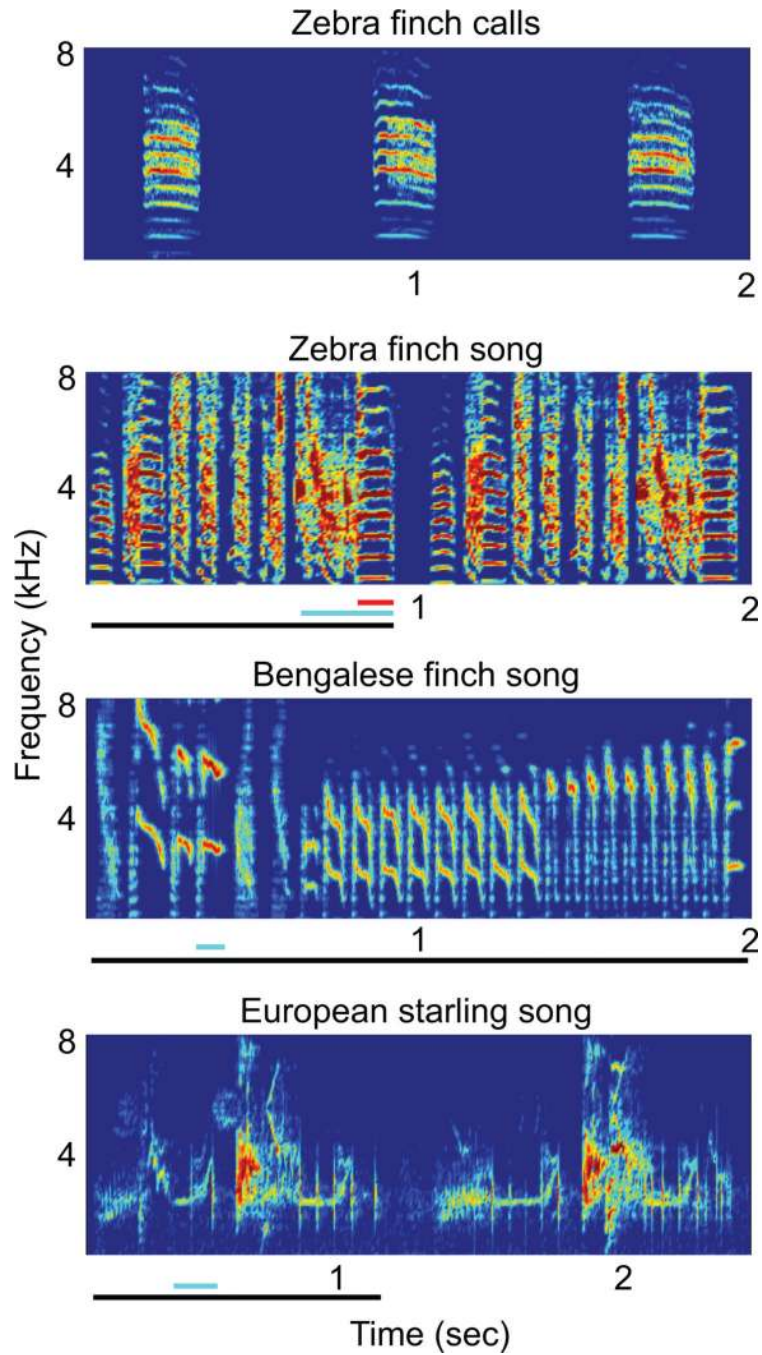 Zebra finch calls
8
4
1 2
Zebra finch song
8
4
1 2
Bengalese finch song
8
4
1 2
European starling song
8
4
1 2
Frequency (kHz)
Time (sec)